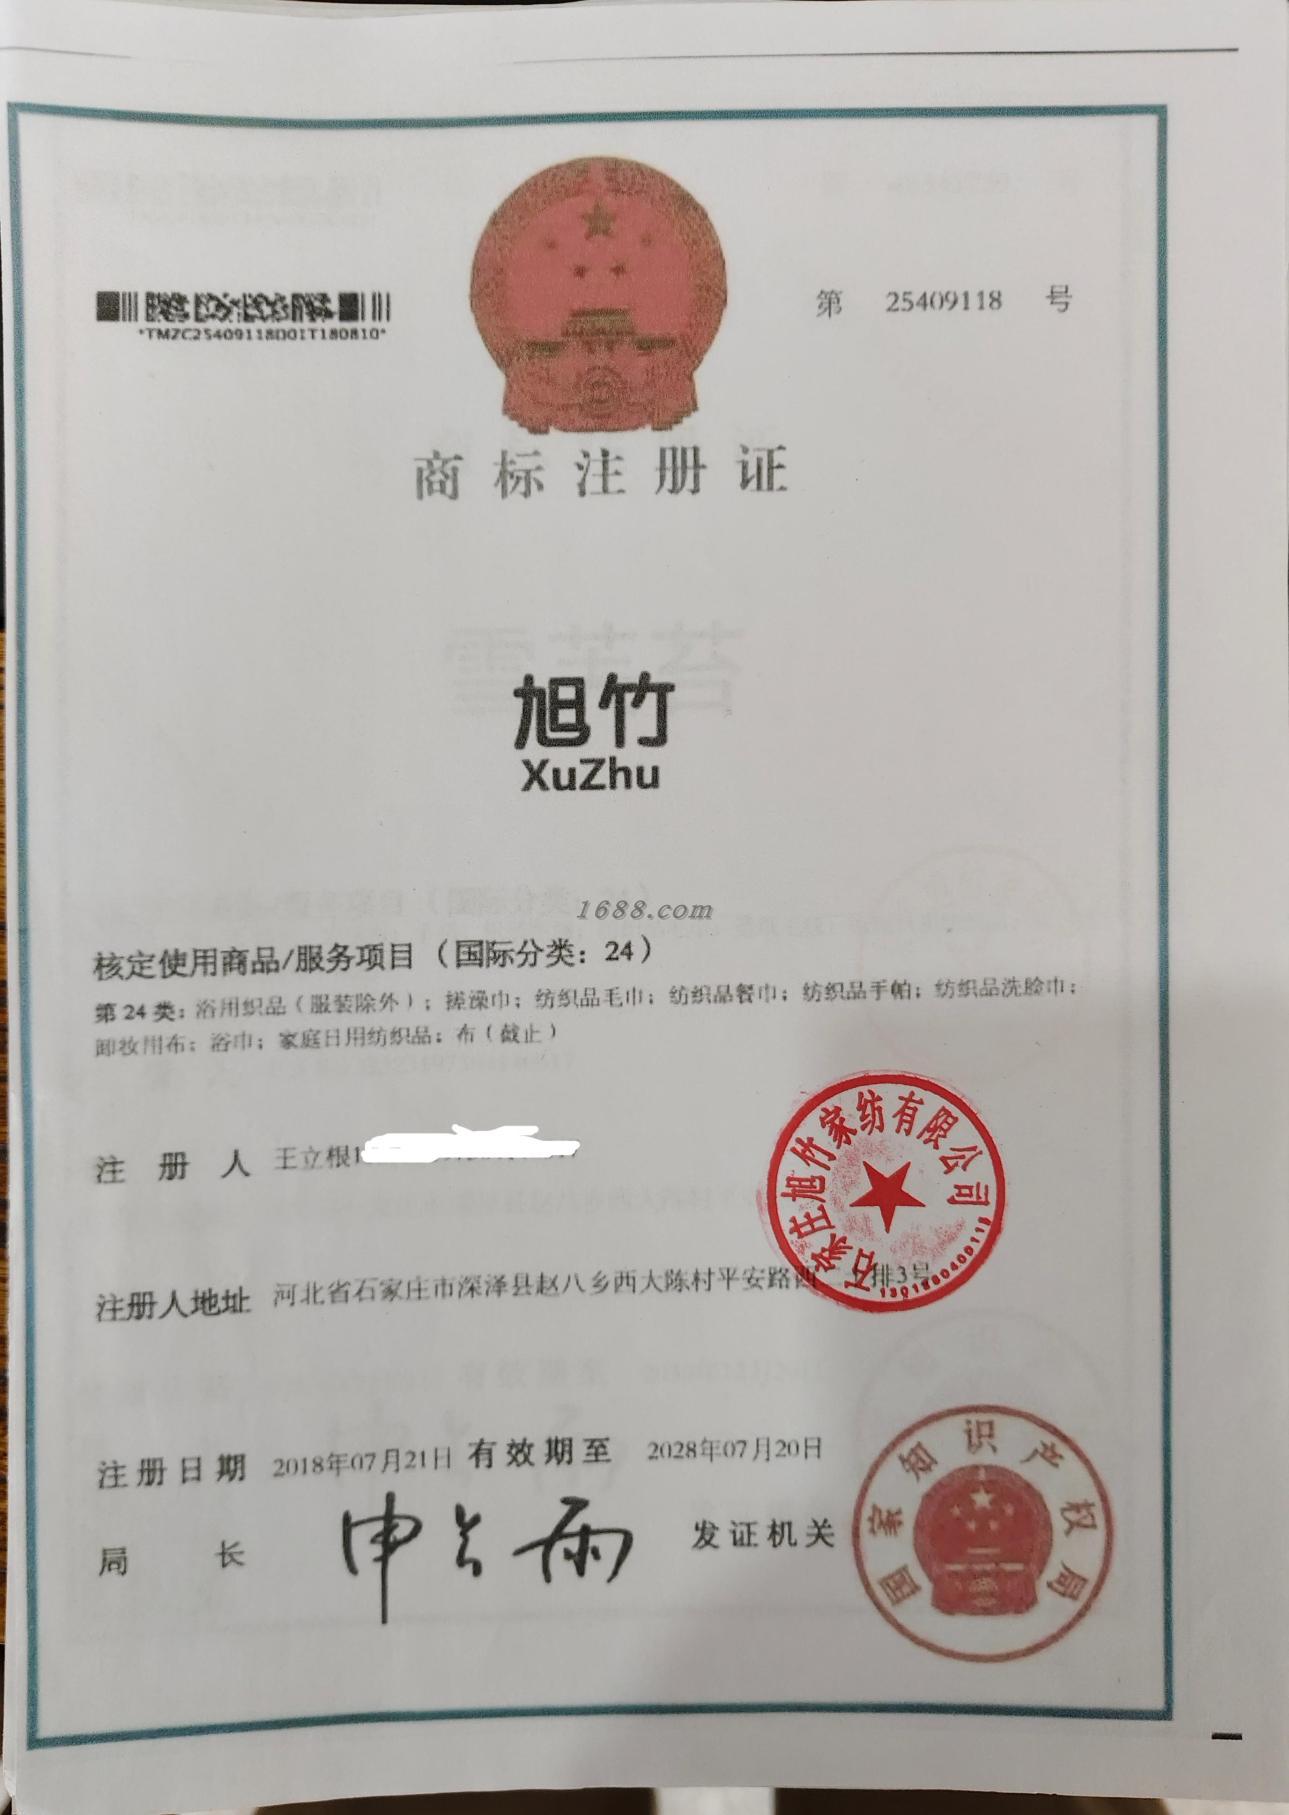 第 25409118 号
*TMZC25409118D01T180810*
商标注册证
旭竹
XuZhu
1688.com
核定使用商品/服务项目（国际分类：24）
第24类：浴用织品（服装除外）；搓澡巾；纺织品毛巾；纺织品餐巾；纺织品手帕；纺织品洗脸巾；
卸妆用布；浴巾；家庭日用纺织品；布（截止）
石家庄旭竹家纺有限公司
注册人 王立根
注册人地址 河北省石家庄市深泽县赵八乡西大陈村平安路西 排3号
注册日期 2018年07月21日 有效期至 2028年07月20日
局长 申长雨 发证机关
国家知识产权局